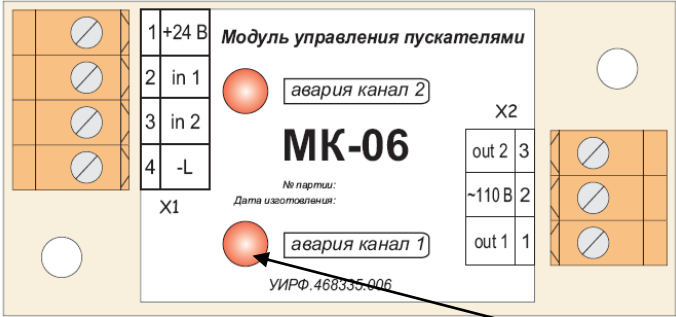 1 +24 В
2 in 1
3 in 2
4 -L
X1
Модуль управления пускателями
авария канал 2
МК-06
№ партии:
Дата изготовления:
авария канал 1
УИРФ.468335.006
X2
out 2 3
~110 В 2
out 1 1